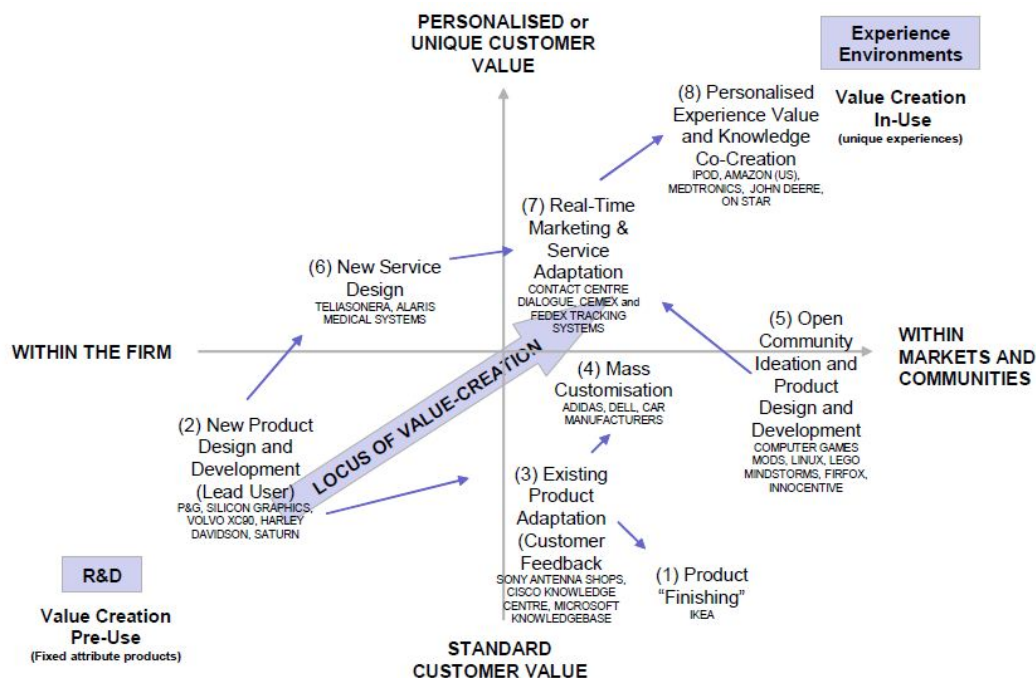 PERSONALISED or
UNIQUE CUSTOMER
VALUE
Experience
Environments
Value Creation
In-Use
(unique experiences)
(8) Personalised
Experience Value
and Knowledge
Co-Creation
IPOD, AMAZON (US),
MEDTRONICS, JOHN DEERE,
ON STAR
(7) Real-Time
Marketing &
Service
Adaptation
CONTACT CENTRE
DIALOGUE, CEMEX and
FEDEX TRACKING
SYSTEMS
(6) New Service
Design
TELIASONERA, ALARIS
MEDICAL SYSTEMS
WITHIN THE FIRM
WITHIN
MARKETS AND
COMMUNITIES
(5) Open
Community
Ideation and
Product
Design and
Development
COMPUTER GAMES
MODS, LINUX, LEGO
MINDSTORMS, FIRFOX,
INNOCENTIVE
(4) Mass
Customisation
ADIDAS, DELL, CAR
MANUFACTURERS
LOCUS OF VALUE-CREATION
(2) New Product
Design and
Development
(Lead User)
P&G, SILICON GRAPHICS,
VOLVO XC90, HARLEY
DAVIDSON, SATURN
(3) Existing
Product
Adaptation
(Customer
Feedback
SONY ANTENNA SHOPS,
CISCO KNOWLEDGE
CENTRE, MICROSOFT
KNOWLEDGEBASE
(1) Product
“Finishing”
IKEA
R&D
Value Creation
Pre-Use
(Fixed attribute products)
STANDARD
CUSTOMER VALUE